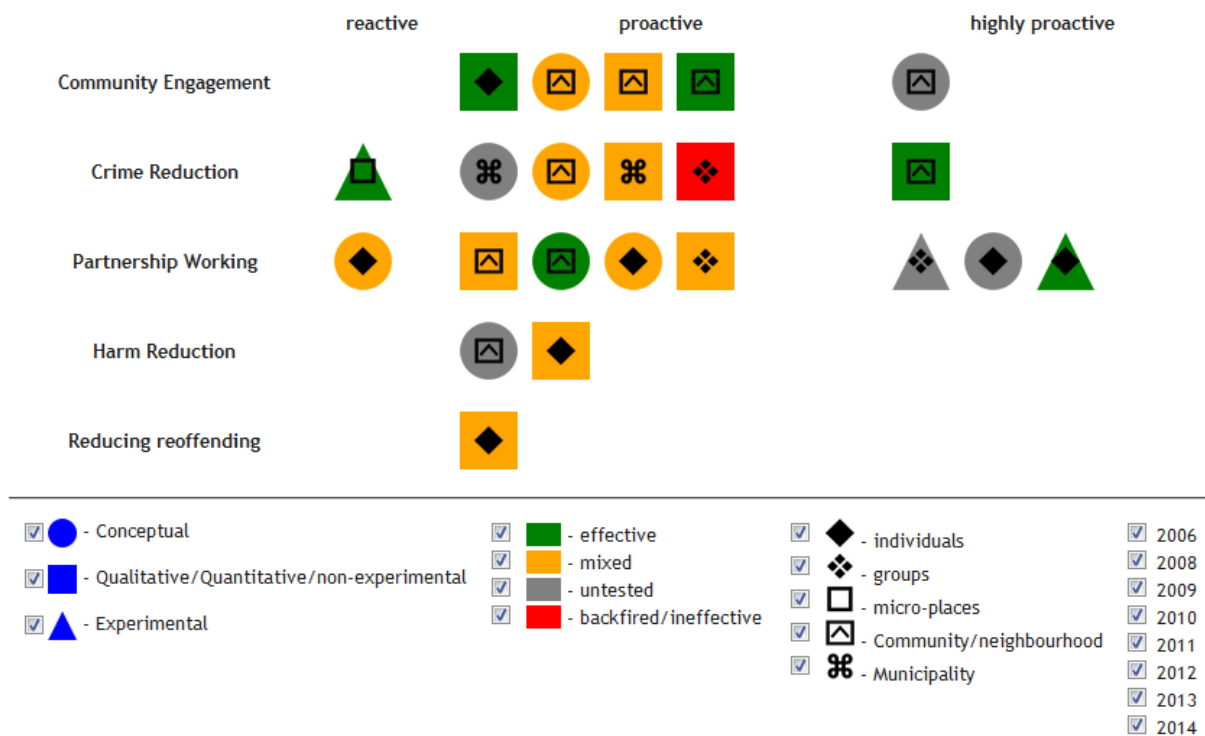 reactive proactive highly proactive
Community Engagement
Crime Reduction
Partnership Working
Harm Reduction
Reducing reoffending
- Conceptual
- Qualitative/Quantitative/non-experimental
- Experimental
- effective
- mixed
- untested
- backfired/ineffective
- individuals
- groups
- micro-places
- Community/neighbourhood
- Municipality
2006
2008
2009
2010
2011
2012
2013
2014